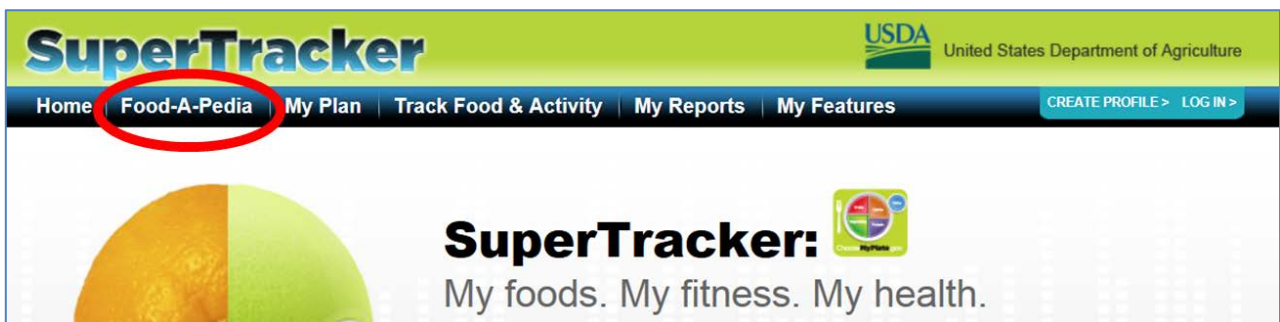 SuperTracker
USDA
United States Department of Agriculture
Home Food-A-Pedia My Plan Track Food & Activity My Reports My Features
CREATE PROFILE > LOG IN >
SuperTracker:
My foods. My fitness. My health.